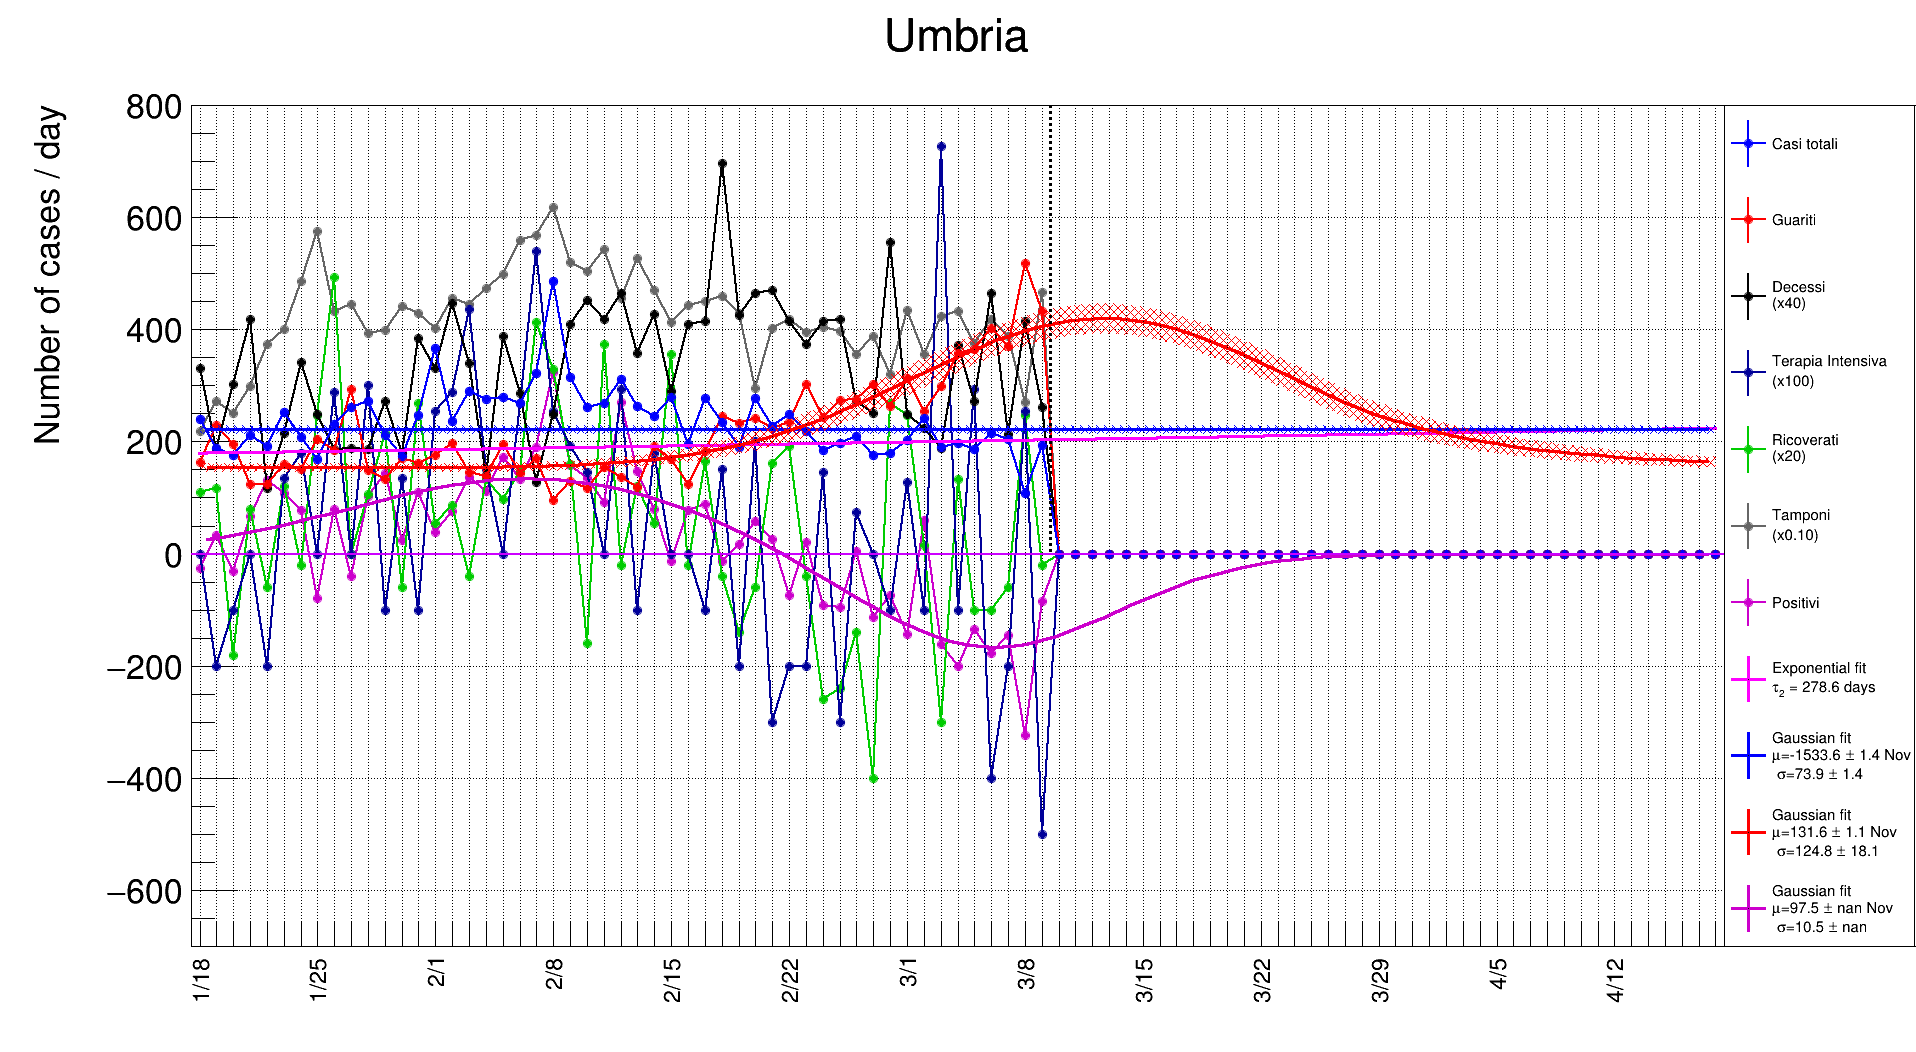 Umbria
Number of cases / day
800
600
400
200
0
−200
−400
−600
1/18
1/25
2/1
2/8
2/15
2/22
3/1
3/8
3/15
3/22
3/29
4/5
4/12
Casi totali
Guariti
Decessi
(x40)
Terapia Intensiva
(x100)
Ricoverati
(x20)
Tamponi
(x0.10)
Positivi
Exponential fit
τ2 = 278.6 days
Gaussian fit
μ=-1533.6 ± 1.4 Nov
σ=73.9 ± 1.4
Gaussian fit
μ=131.6 ± 1.1 Nov
σ=124.8 ± 18.1
Gaussian fit
μ=97.5 ± nan Nov
σ=10.5 ± nan